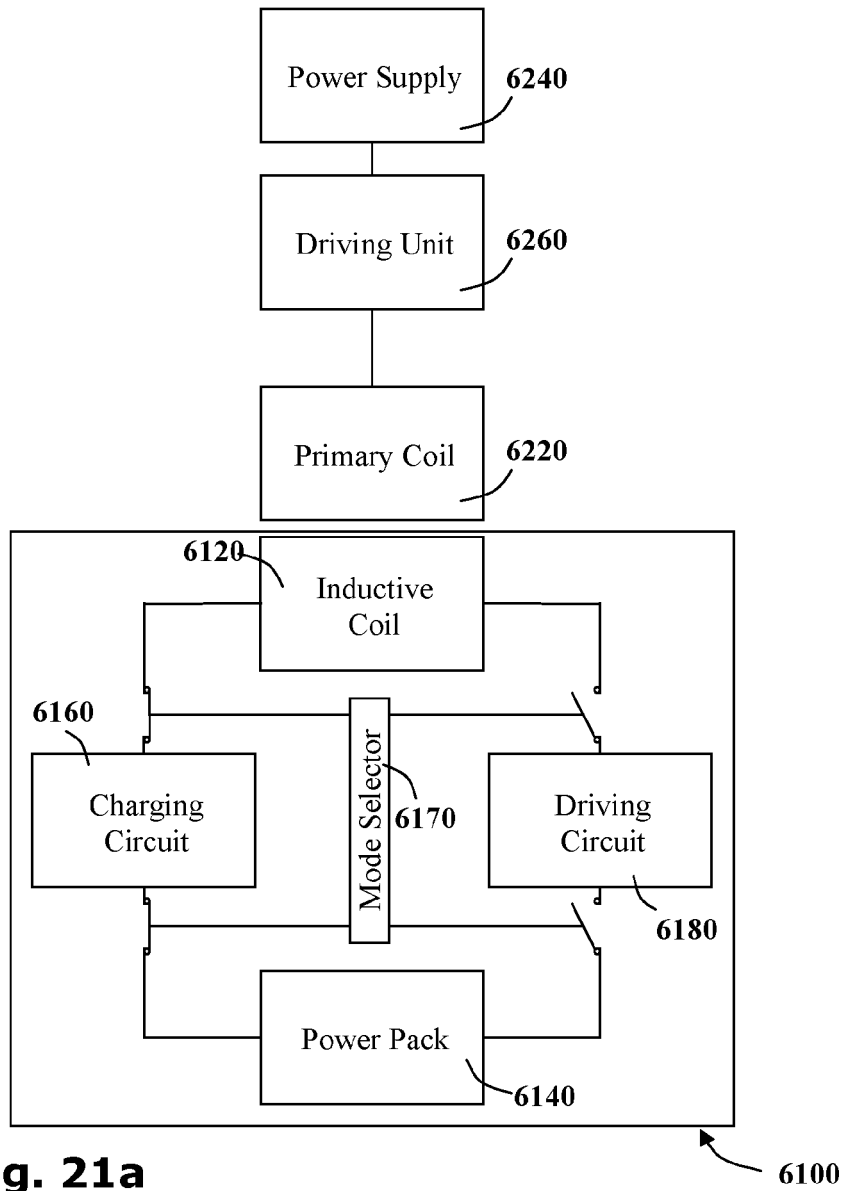 Power Supply
6240
Driving Unit
6260
Primary Coil
6220
6120
Inductive
Coil
6160
Charging
Circuit
Mode Selector
6170
Driving
Circuit
6180
Power Pack
6140
g. 21a
6100